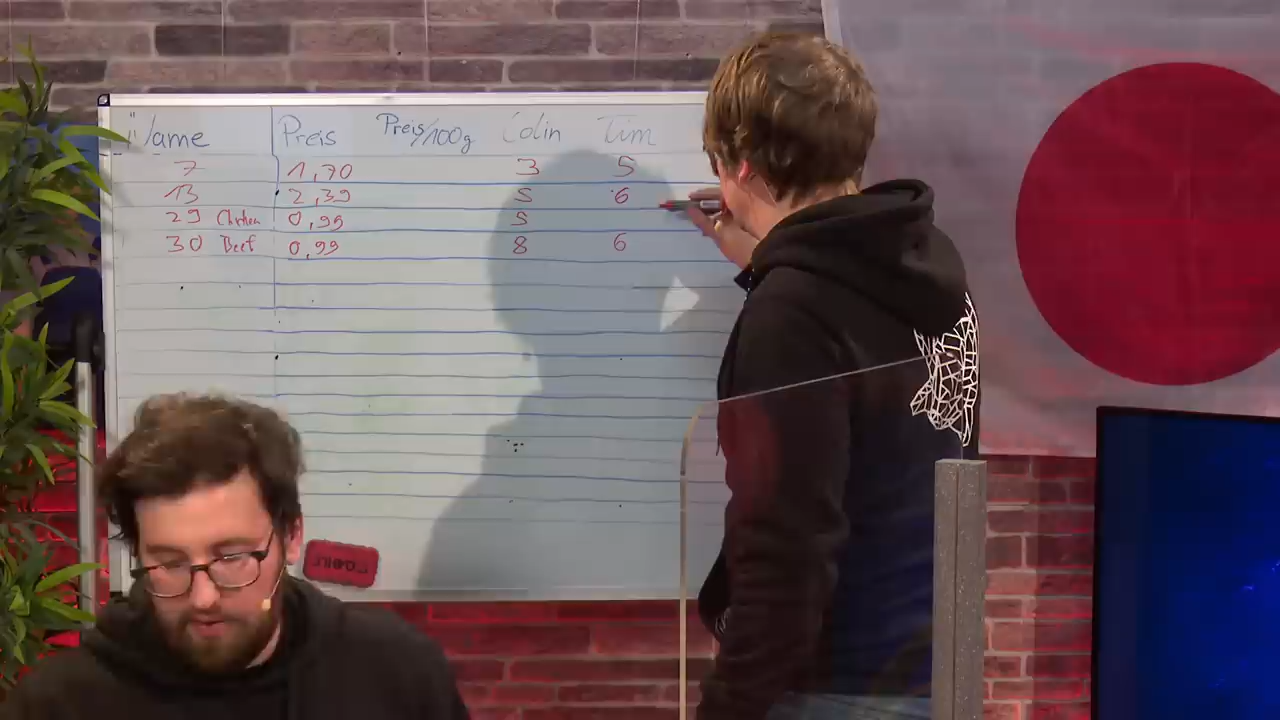 Name Preis Preis/100g Colin Tim
7 1,70 3 5
13 2,39 5 6
29 Chicken 0,99 5
30 Beef 0,99 8 6